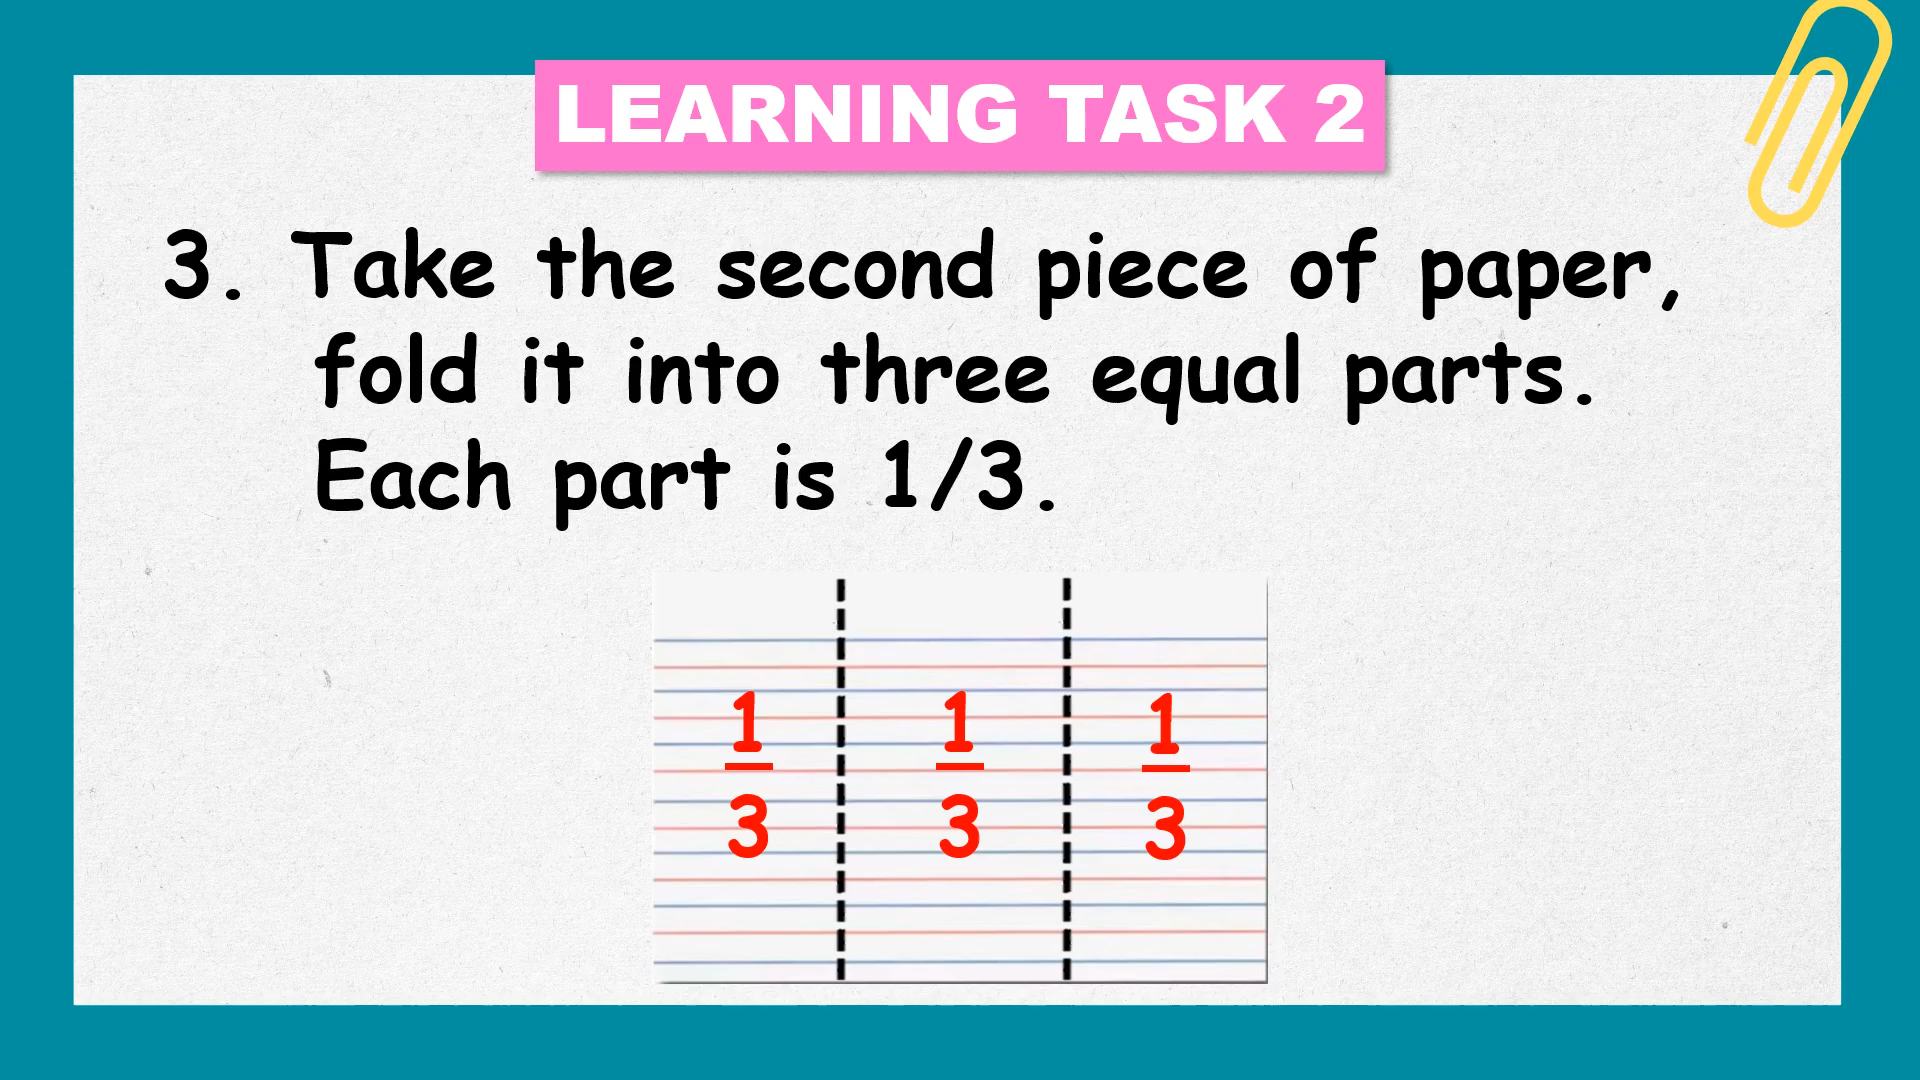 LEARNING TASK 2
3. Take the second piece of paper,
fold it into three equal parts.
Each part is 1/3.
1 1 1
3 3 3